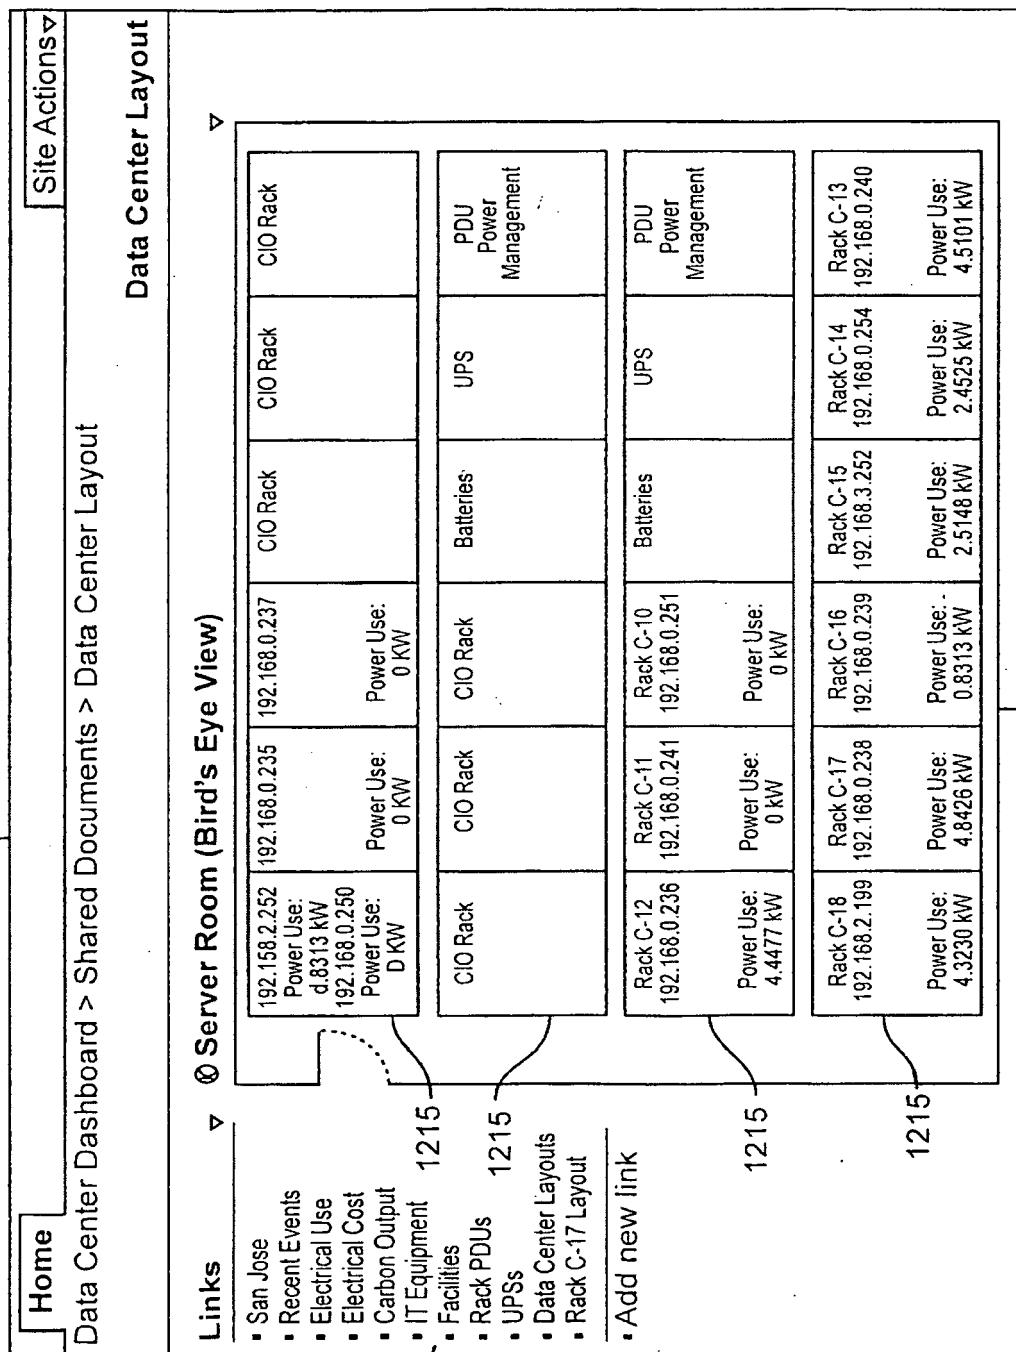 Home
Site Actions
Data Center Dashboard > Shared Documents > Data Center Layout
Data Center Layout
Links
▪ San Jose
▪ Recent Events
▪ Electrical Use
▪ Electrical Cost
▪ Carbon Output
▪ IT Equipment
▪ Facilities
▪ Rack PDUs
▪ UPSs
▪ Data Center Layouts
▪ Rack C-17 Layout
▪ Add new link
Server Room (Bird's Eye View)
192.158.2.252
Power Use:
d.8313 kW
192.168.0.250
Power Use:
D KW
192.168.0.235
Power Use:
0 KW
192.168.0.237
Power Use:
0 KW
CIO Rack
CIO Rack
CIO Rack
1215
CIO Rack
CIO Rack
CIO Rack
Batteries
UPS
PDU
Power
Management
1215
Rack C-12
192.168.0.236
Power Use:
4.4477 kW
Rack C-11
192.168.0.241
Power Use:
0 kW
Rack C-10
192.168.0.251
Power Use:
0 kW
Batteries
UPS
PDU
Power
Management
1215
Rack C-18
192.168.2.199
Power Use:
4.3230 kW
Rack C-17
192.168.0.238
Power Use:
4.8426 kW
Rack C-16
192.168.0.239
Power Use:
0.8313 kW
Rack C-15
192.168.3.252
Power Use:
2.5148 kW
Rack C-14
192.168.0.254
Power Use:
2.4525 kW
Rack C-13
192.168.0.240
Power Use:
4.5101 kW
1215